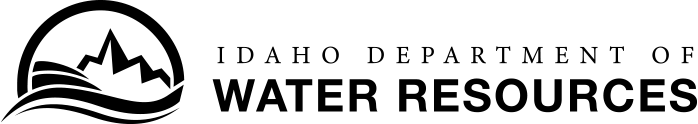 IDAHO DEPARTMENT OF
WATER RESOURCES